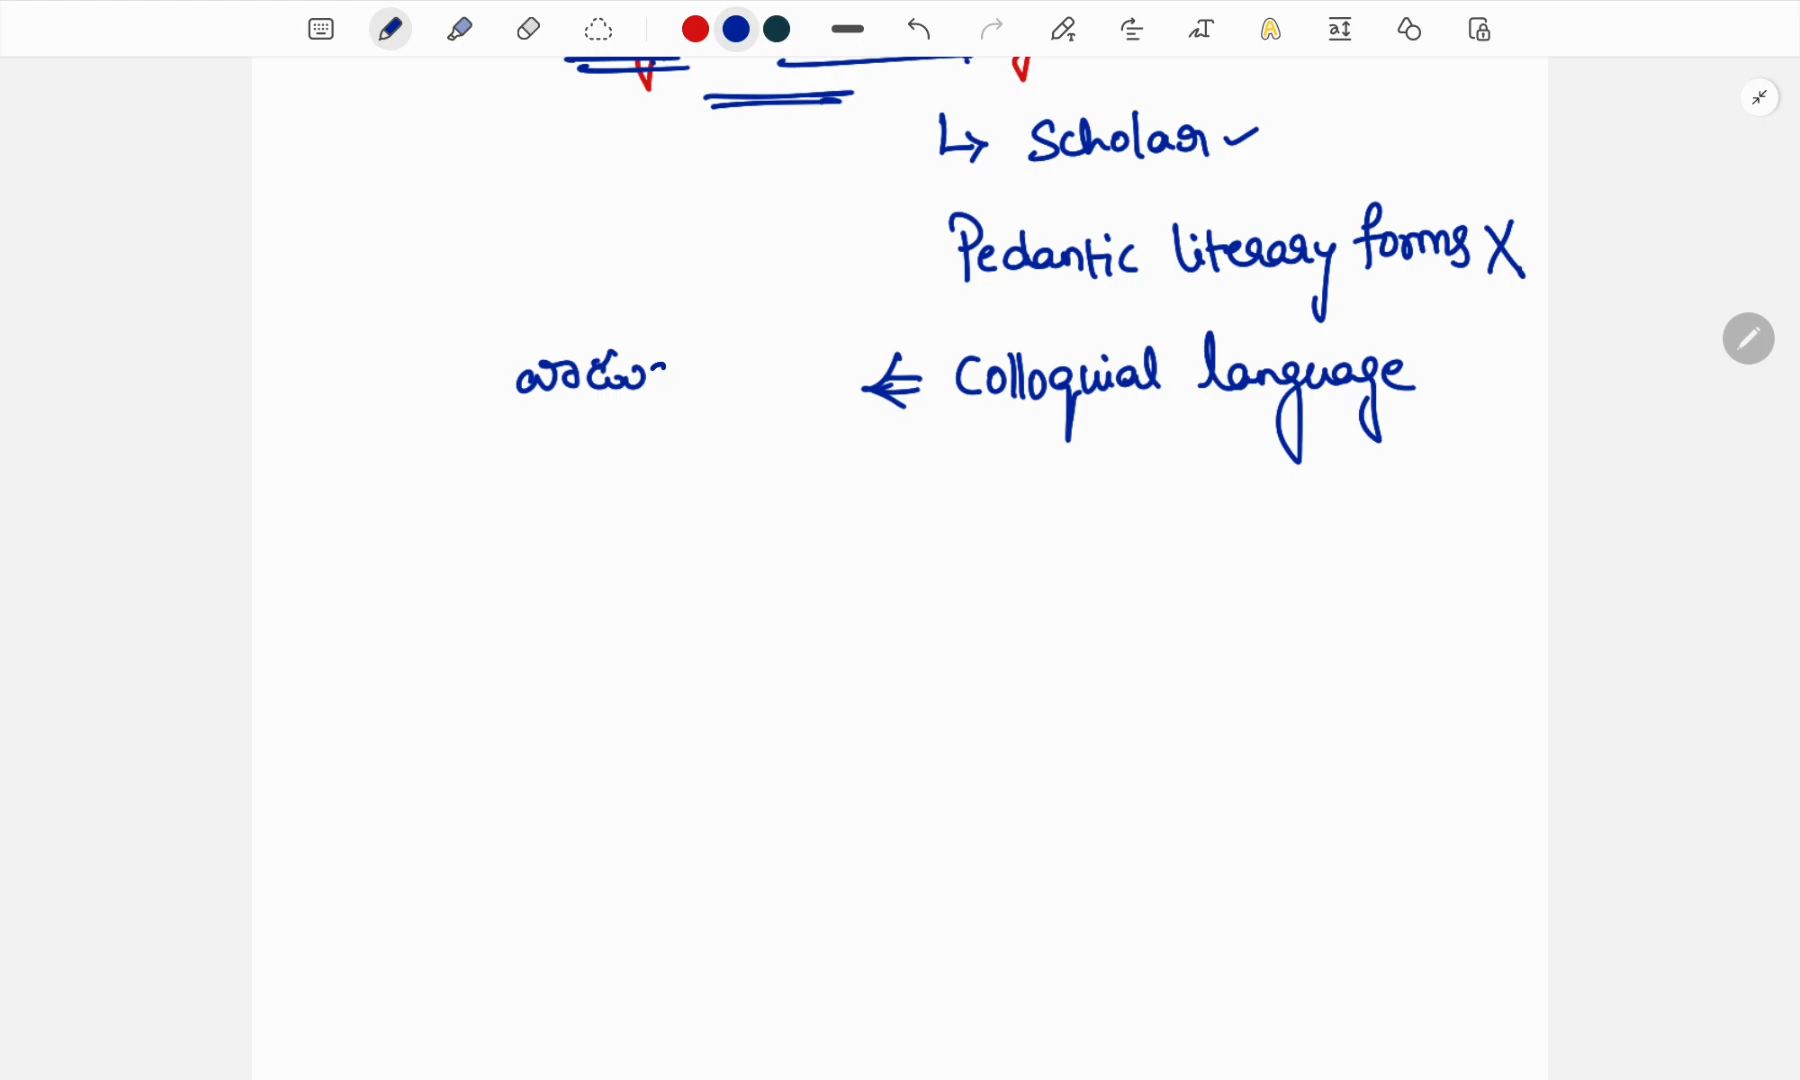 ↳ Scholar ✓
Pedantic literary forms X
⇐ Colloquial language